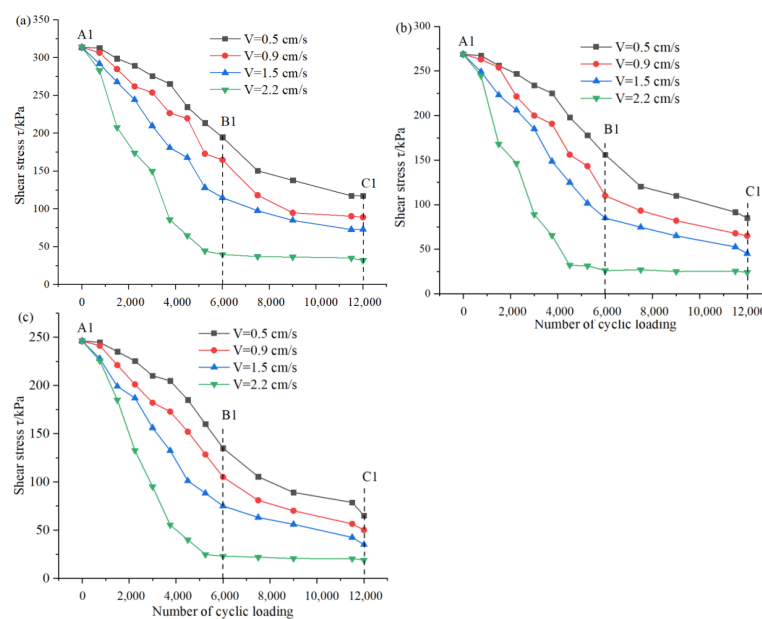 (a)
A1
V=0.5 cm/s
V=0.9 cm/s
V=1.5 cm/s
V=2.2 cm/s
B1
C1
Shear stress τ/kPa
350
300
250
200
150
100
50
0
0 2,000 4,000 6,000 8,000 10,000 12,000
(b)
A1
V=0.5 cm/s
V=0.9 cm/s
V=1.5 cm/s
V=2.2 cm/s
B1
C1
Shear stress τ/kPa
300
250
200
150
100
50
0
0 2,000 4,000 6,000 8,000 10,000 12,000
Number of cyclic loading
(c)
A1
V=0.5 cm/s
V=0.9 cm/s
V=1.5 cm/s
V=2.2 cm/s
B1
C1
Shear stress τ/kPa
250
200
150
100
50
0
0 2,000 4,000 6,000 8,000 10,000 12,000
Number of cyclic loading